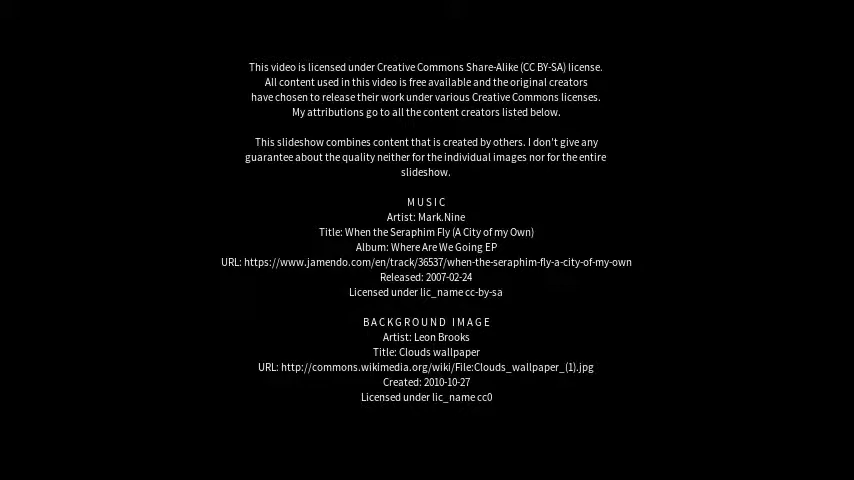 This video is licensed under Creative Commons Share-Alike (CC BY-SA) license.
All content used in this video is free available and the original creators
have chosen to release their work under various Creative Commons licenses.
My attributions go to all the content creators listed below.
This slideshow combines content that is created by others. I don't give any
guarantee about the quality neither for the individual images nor for the entire
slideshow.
MUSIC
Artist: Mark.Nine
Title: When the Seraphim Fly (A City of my Own)
Album: Where Are We Going EP
URL: https://www.jamendo.com/en/track/36537/when-the-seraphim-fly-a-city-of-my-own
Released: 2007-02-24
Licensed under lic_name cc-by-sa
BACKGROUND IMAGE
Artist: Leon Brooks
Title: Clouds wallpaper
URL: http://commons.wikimedia.org/wiki/File:Clouds_wallpaper_(1).jpg
Created: 2010-10-27
Licensed under lic_name cc0